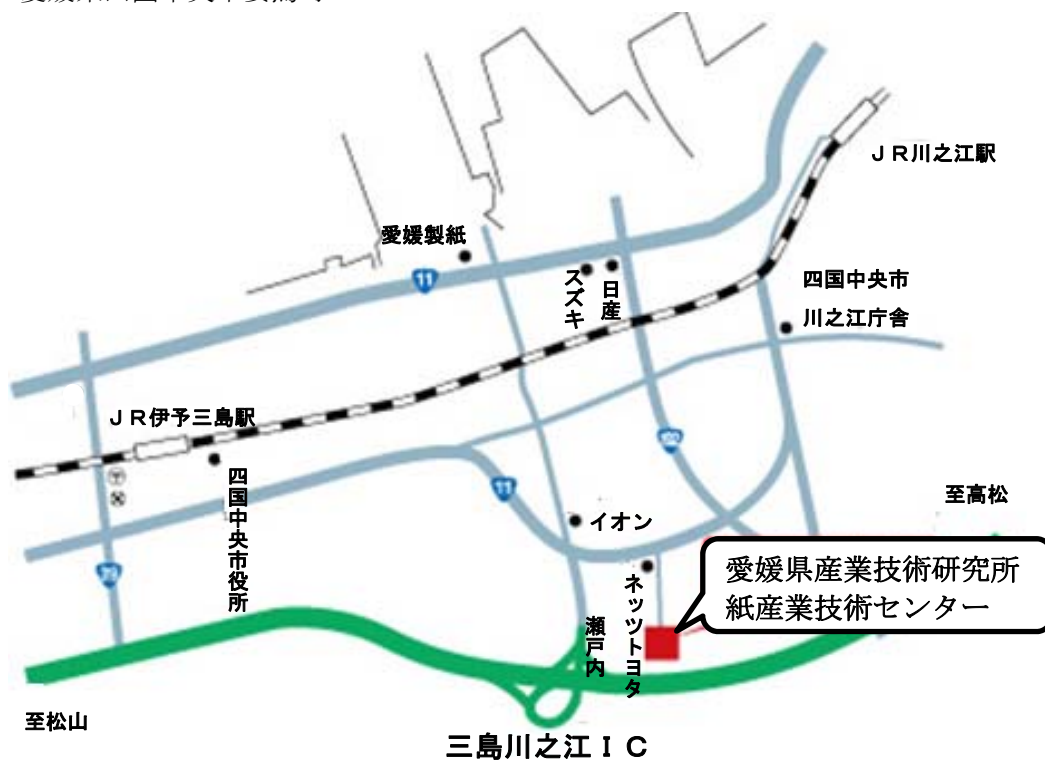 ＪＲ川之江駅
愛媛製紙
11
スズキ
日産
四国中央市
川之江庁舎
ＪＲ伊予三島駅
四国中央市役所
11
イオン
至高松
ネッツトヨタ
瀬戸内
愛媛県産業技術研究所
紙産業技術センター
至松山
三島川之江ＩＣ